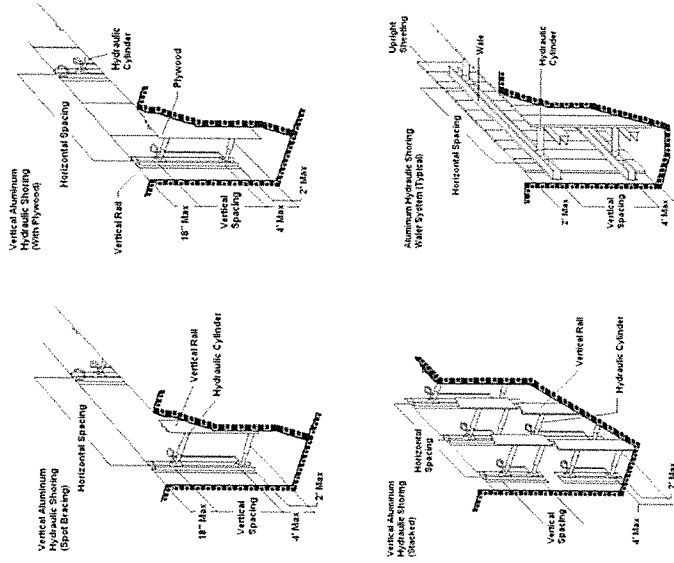 Vertical Aluminum
Hydraulic Shoring
(Spot Bracing)
Horizontal Spacing
Vertical Rail
Hydraulic Cylinder
18" Max
Vertical
Spacing
4' Max
2' Max
Vertical Aluminum
Hydraulic Shoring
(With Plywood)
Horizontal Spacing
Hydraulic
Cylinder
Plywood
Vertical Rail
18" Max
Vertical
Spacing
4' Max
2' Max
Vertical Aluminum
Hydraulic Shoring
(Stacked)
Horizontal
Spacing
Vertical Rail
Hydraulic Cylinder
Vertical
Spacing
4' Max
2' Max
Aluminum Hydraulic Shoring
Waler System (Typical)
Horizontal Spacing
Upright
Sheeting
Wale
Hydraulic
Cylinder
2' Max
Vertical
Spacing
4' Max